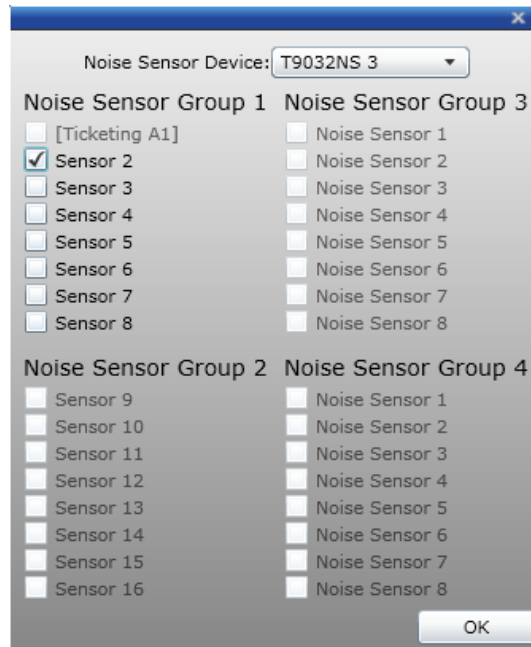 Noise Sensor Device: T9032NS 3
Noise Sensor Group 1
[Ticketing A1]
Sensor 2
Sensor 3
Sensor 4
Sensor 5
Sensor 6
Sensor 7
Sensor 8
Noise Sensor Group 3
Noise Sensor 1
Noise Sensor 2
Noise Sensor 3
Noise Sensor 4
Noise Sensor 5
Noise Sensor 6
Noise Sensor 7
Noise Sensor 8
Noise Sensor Group 2
Sensor 9
Sensor 10
Sensor 11
Sensor 12
Sensor 13
Sensor 14
Sensor 15
Sensor 16
Noise Sensor Group 4
Noise Sensor 1
Noise Sensor 2
Noise Sensor 3
Noise Sensor 4
Noise Sensor 5
Noise Sensor 6
Noise Sensor 7
Noise Sensor 8
OK